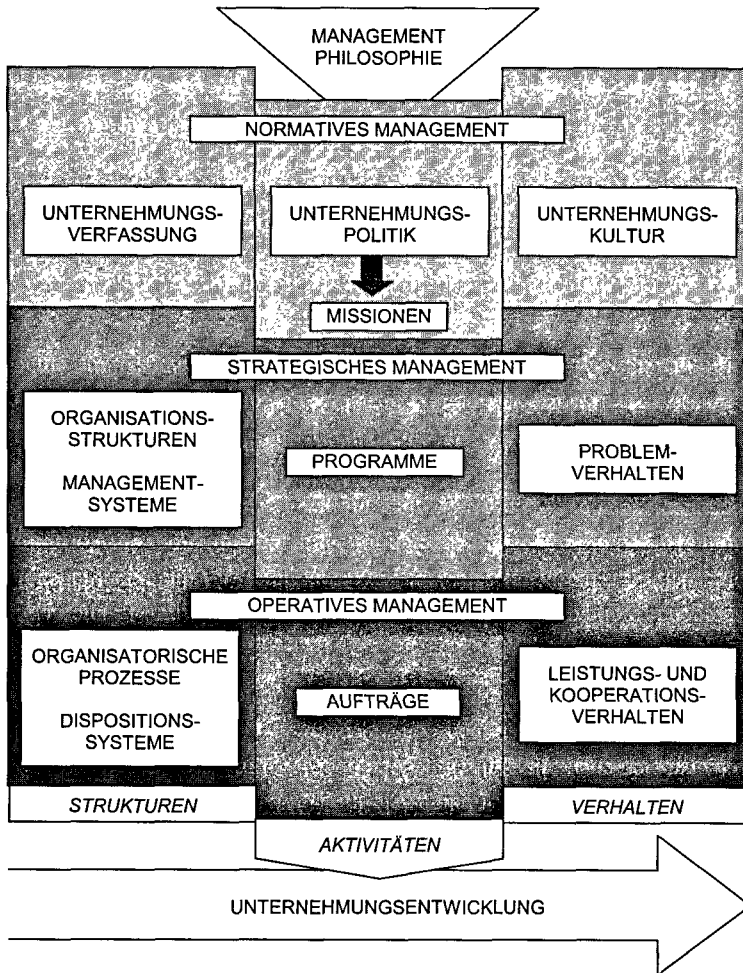 MANAGEMENT
PHILOSOPHIE
NORMATIVES MANAGEMENT
UNTERNEHMUNGS-
VERFASSUNG
UNTERNEHMUNGS-
POLITIK
UNTERNEHMUNGS-
KULTUR
MISSIONEN
STRATEGISCHES MANAGEMENT
ORGANISATIONS-
STRUKTUREN
MANAGEMENT-
SYSTEME
PROGRAMME
PROBLEM-
VERHALTEN
OPERATIVES MANAGEMENT
ORGANISATORISCHE
PROZESSE
DISPOSITIONS-
SYSTEME
AUFTRÄGE
LEISTUNGS- UND
KOOPERATIONS-
VERHALTEN
STRUKTUREN
AKTIVITÄTEN
VERHALTEN
UNTERNEHMUNGSENTWICKLUNG